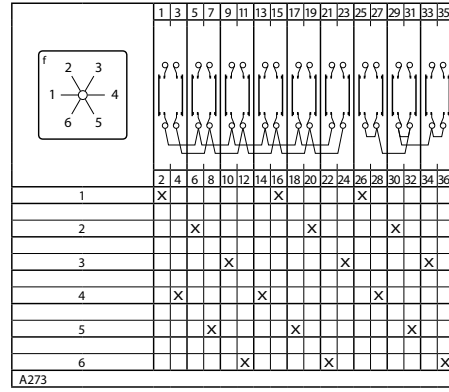 1 3 5 7 9 11 13 15 17 19 21 23 25 27 29 31 33 35
f
2 3
1 4
6 5
2 4 6 8 10 12 14 16 18 20 22 24 26 28 30 32 34 36
1 X X X
2 X X X
3 X X X
4 X X X
5 X X X
6 X X X
A273